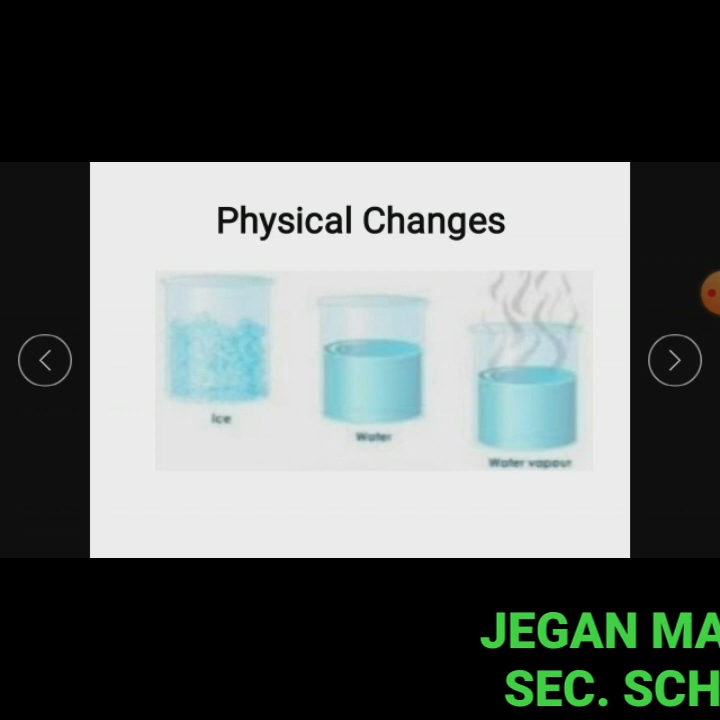 Physical Changes
Ice
Water
Water vapour
JEGAN MA
SEC. SCH